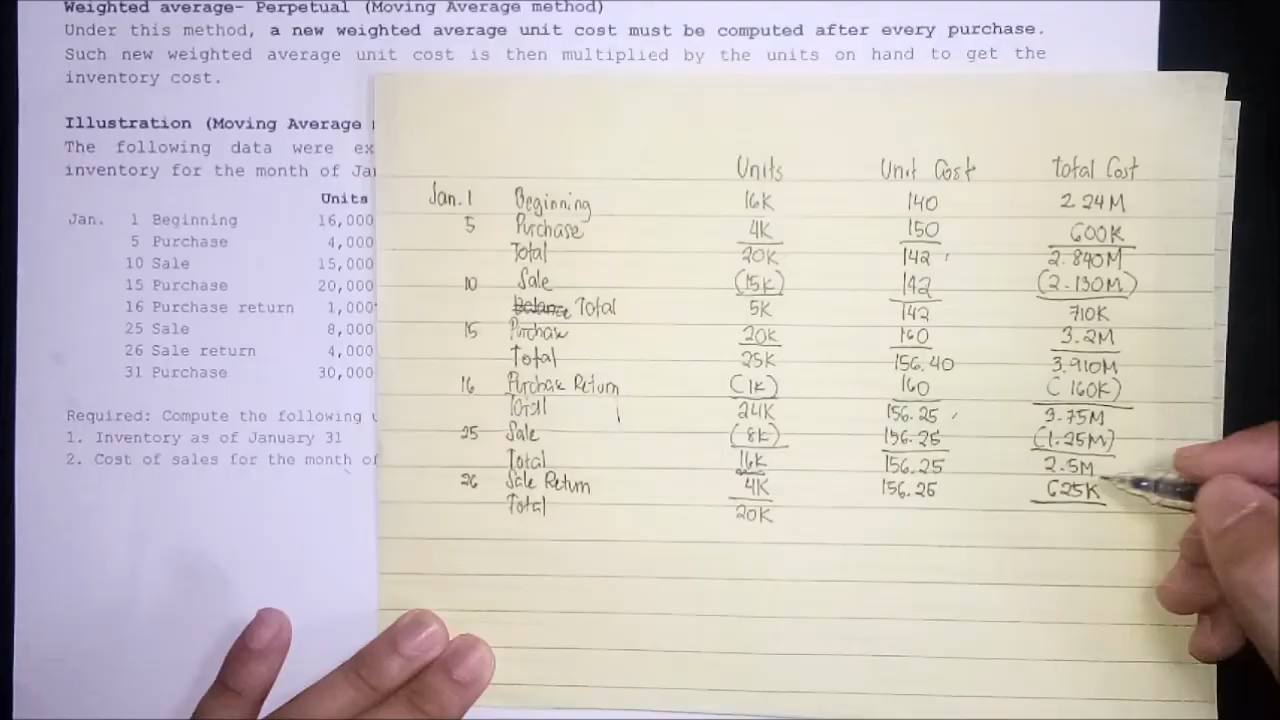 Weighted average- Perpetual (Moving Average method)
Under this method, a new weighted average unit cost must be computed after every purchase.
Such new weighted average unit cost is then multiplied by the units on hand to get the
inventory cost.
Illustration (Moving Average
The following data were ex
inventory for the month of Ja
Units
Jan. 1 Beginning 16,000
5 Purchase 4,000
10 Sale 15,000
15 Purchase 20,000
16 Purchase return 1,000
25 Sale 8,000
26 Sale return 4,000
31 Purchase 30,000
Required: Compute the following
1. Inventory as of January 31
2. Cost of sales for the month of
Units Unit Cost Total Cost
Jan. 1 Beginning 16K 140 2.24M
5 Purchase 4K 150 600K
Total 20K 142 2.840M
10 Sale (15K) 142 (2.130M)
Balance Total 5K 142 710K
15 Purchase 20K 160 3.2M
Total 25K 156.40 3.910M
16 Purchase Return (1K) 160 (160K)
Total 24K 156.25 3.75M
25 Sale (8K) 156.25 (1.25M)
Total 16K 156.25 2.5M
26 Sale Return 4K 156.25 625K
Total 20K